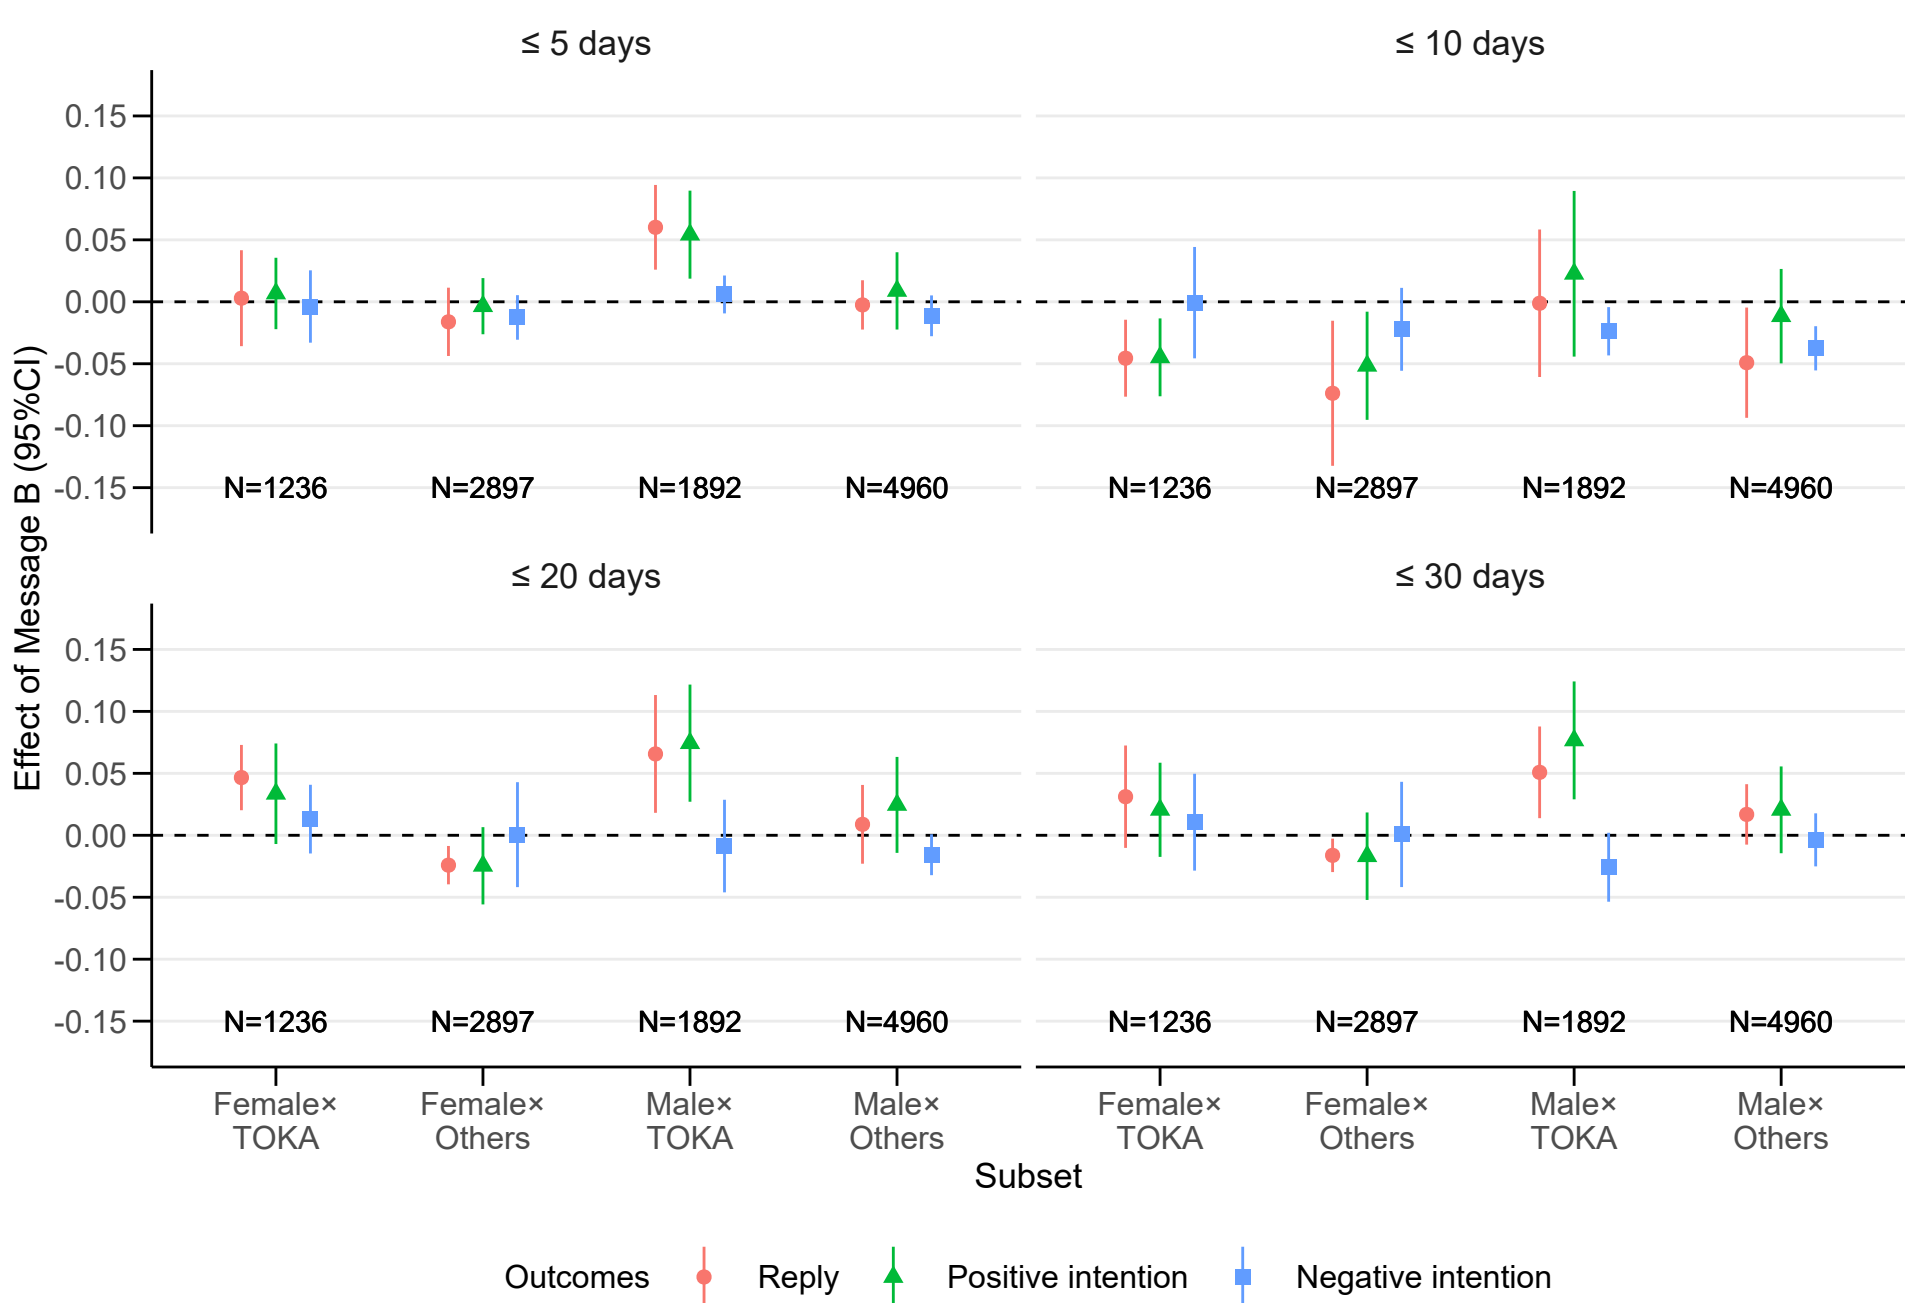 ≤ 5 days
≤ 10 days
0.15
0.10
0.05
0.00
-0.05
-0.10
-0.15
N=1236 N=2897 N=1892 N=4960
N=1236 N=2897 N=1892 N=4960
Effect of Message B (95%CI)
≤ 20 days
≤ 30 days
0.15
0.10
0.05
0.00
-0.05
-0.10
-0.15
N=1236 N=2897 N=1892 N=4960
N=1236 N=2897 N=1892 N=4960
Female× Female× Male× Male×
TOKA Others TOKA Others
Female× Female× Male× Male×
TOKA Others TOKA Others
Subset
Outcomes Reply Positive intention Negative intention